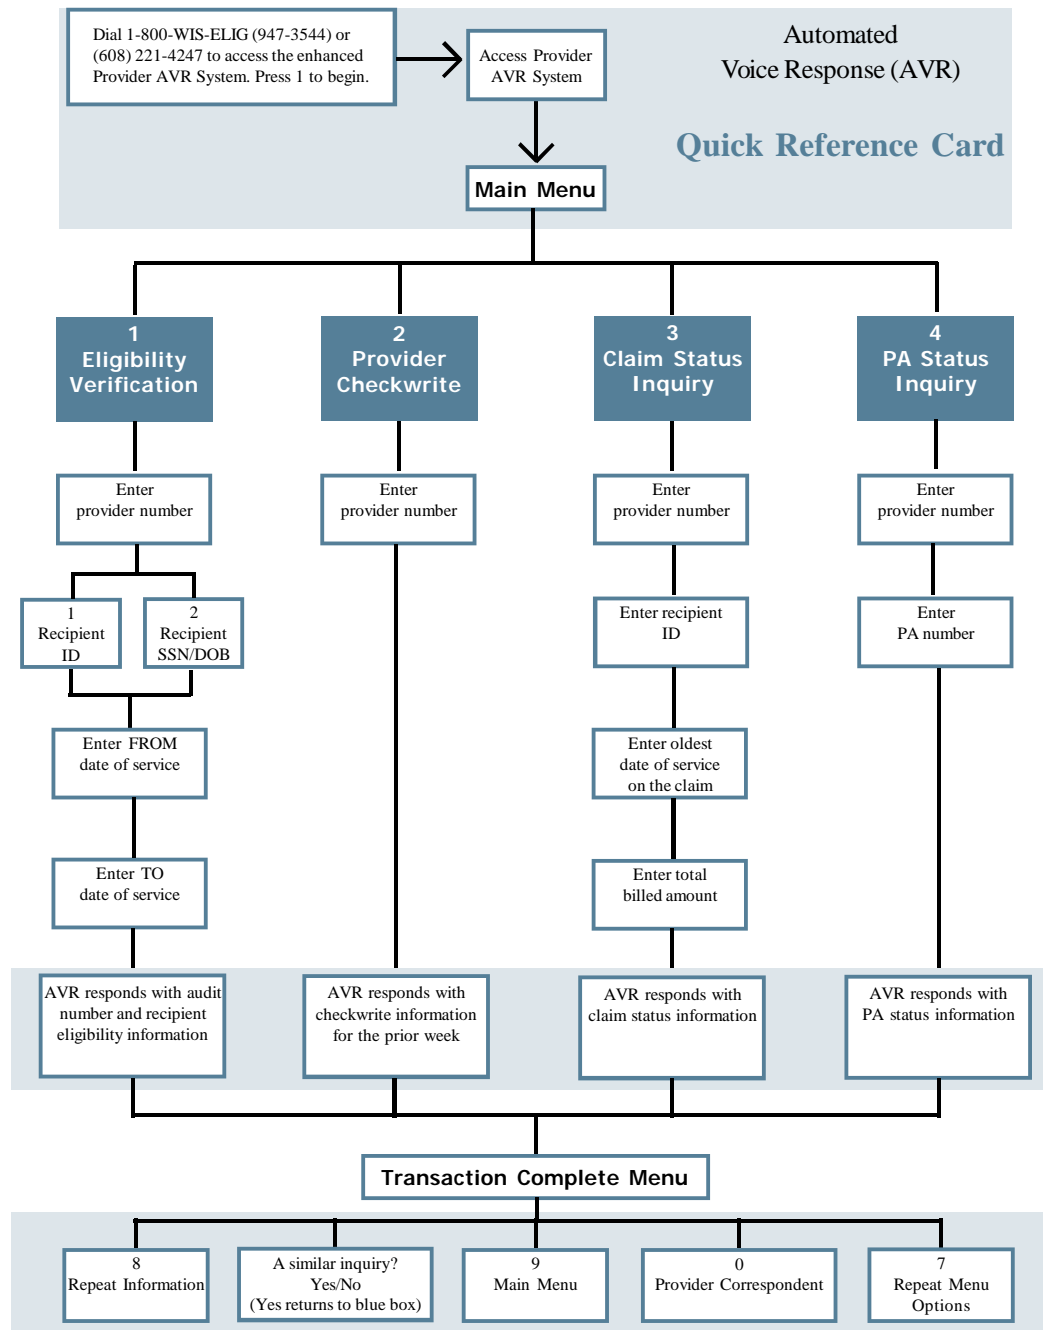 Dial 1-800-WIS-ELIG (947-3544) or
(608) 221-4247 to access the enhanced
Provider AVR System. Press 1 to begin.
Access Provider
AVR System
Automated
Voice Response (AVR)
Quick Reference Card
Main Menu
1
Eligibility
Verification
2
Provider
Checkwrite
3
Claim Status
Inquiry
4
PA Status
Inquiry
Enter
provider number
Enter
provider number
Enter
provider number
Enter
provider number
1
Recipient
ID
2
Recipient
SSN/DOB
Enter recipient
ID
Enter
PA number
Enter FROM
date of service
Enter oldest
date of service
on the claim
Enter TO
date of service
Enter total
billed amount
AVR responds with audit
number and recipient
eligibility information
AVR responds with
checkwrite information
for the prior week
AVR responds with
claim status information
AVR responds with
PA status information
Transaction Complete Menu
8
Repeat Information
A similar inquiry?
Yes/No
(Yes returns to blue box)
9
Main Menu
0
Provider Correspondent
7
Repeat Menu
Options